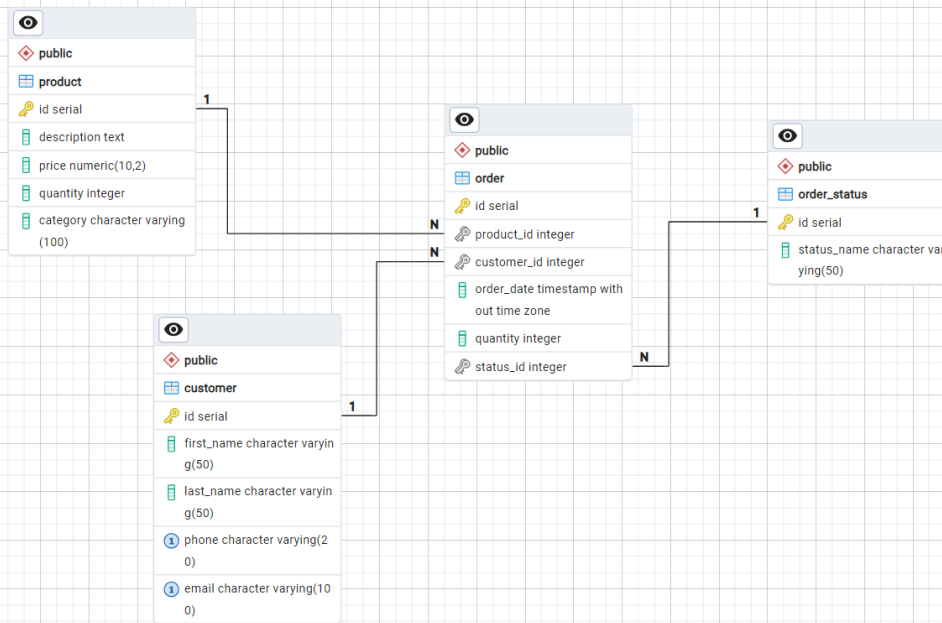 public
product
id serial
description text
price numeric(10,2)
quantity integer
category character varying
(100)
1
N
N
public
order
id serial
product_id integer
customer_id integer
order_date timestamp with
out time zone
quantity integer
status_id integer
N
1
public
order_status
id serial
status_name character var
ying(50)
public
customer
id serial
1
first_name character varyin
g(50)
last_name character varyin
g(50)
1
phone character varying(2
0)
1
email character varying(10
0)